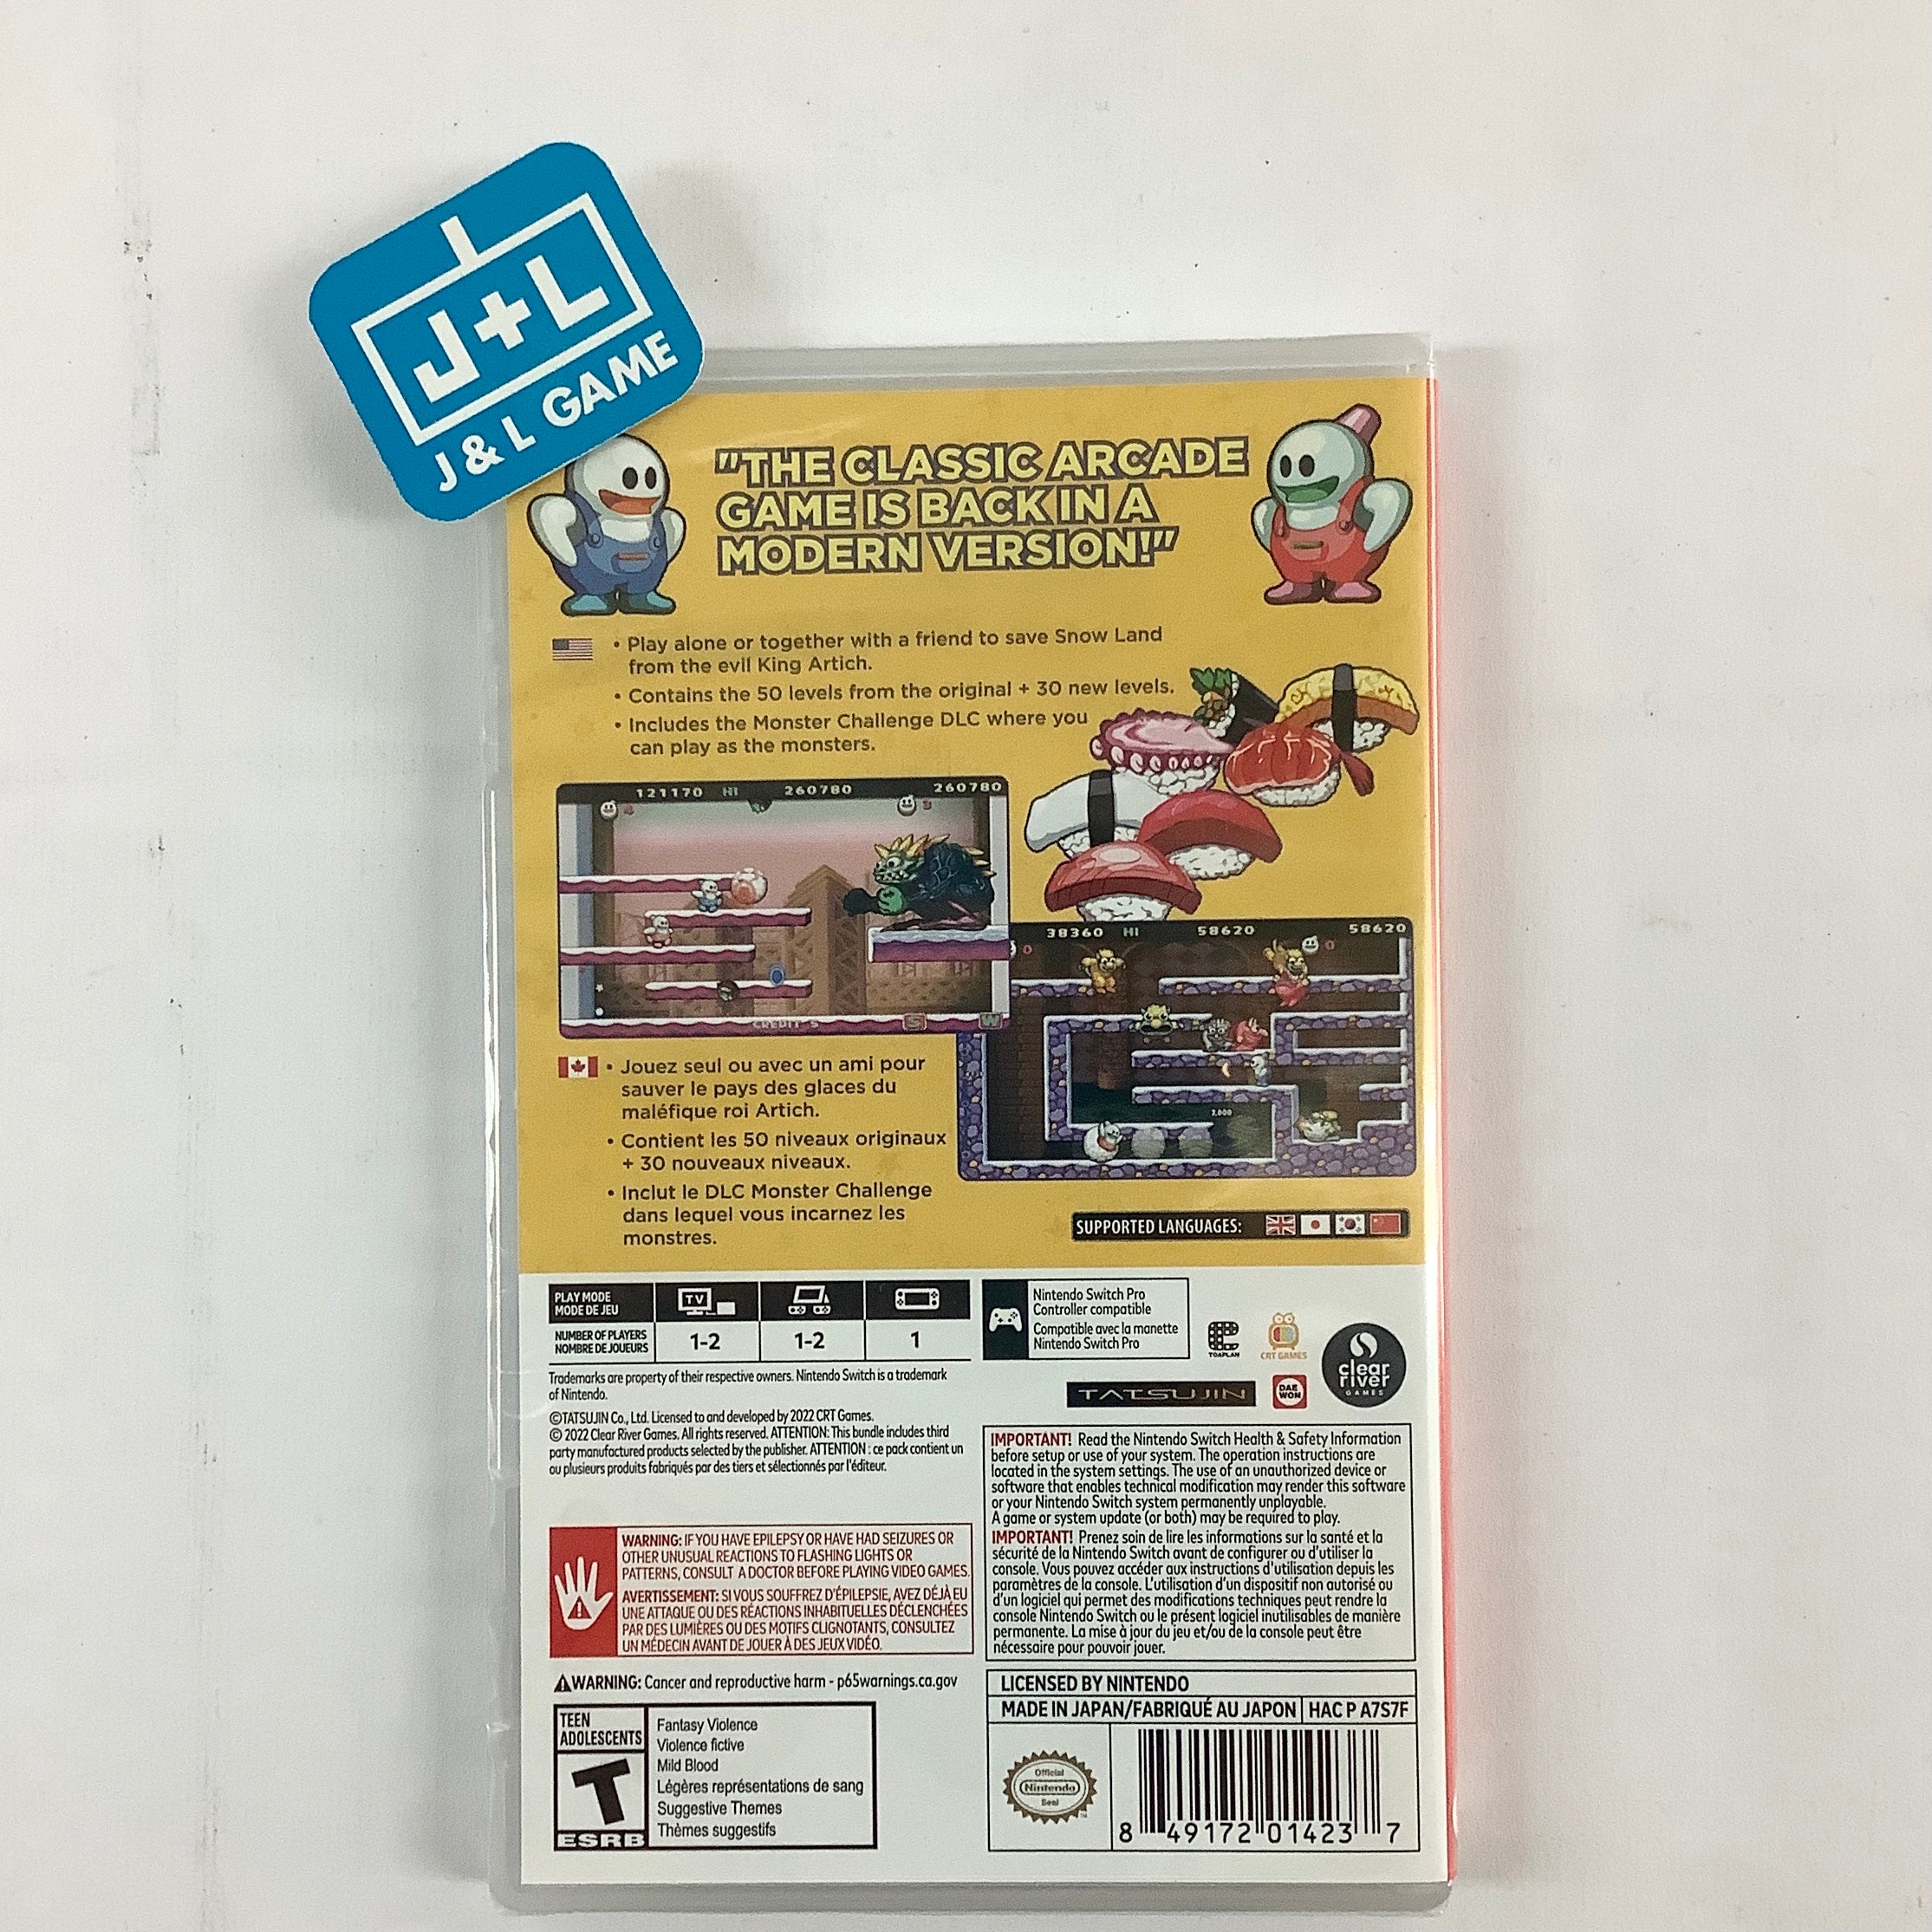 J+L
J & L GAME
"THE CLASSIC ARCADE
GAME IS BACK IN A
MODERN VERSION!"
• Play alone or together with a friend to save Snow Land
from the evil King Artich.
• Contains the 50 levels from the original + 30 new levels.
• Includes the Monster Challenge DLC where you
can play as the monsters.
121170 HI 260780 260780
4 3
CREDIT 5 S W
38360 HI 58620 58620
0 0
2,000
• Jouez seul ou avec un ami pour
sauver le pays des glaces du
maléfique roi Artich.
• Contient les 50 niveaux originaux
+ 30 nouveaux niveaux.
• Inclut le DLC Monster Challenge
dans lequel vous incarnez les
monstres.
SUPPORTED LANGUAGES:
PLAY MODE
MODE DE JEU
TV
NUMBER OF PLAYERS
NOMBRE DE JOUEURS
1-2 1-2 1
Nintendo Switch Pro
Controller compatible
Compatible avec la manette
Nintendo Switch Pro
TOAPLAN
CRT GAMES
clear
river
GAMES
TATSUJIN
DAE
WON
Trademarks are property of their respective owners. Nintendo Switch is a trademark
of Nintendo.
©TATSUJIN Co., Ltd. Licensed to and developed by 2022 CRT Games.
© 2022 Clear River Games. All rights reserved. ATTENTION: This bundle includes third
party manufactured products selected by the publisher. ATTENTION : ce pack contient un
ou plusieurs produits fabriqués par des tiers et sélectionnés par l'éditeur.
IMPORTANT! Read the Nintendo Switch Health & Safety Information
before setup or use of your system. The operation instructions are
located in the system settings. The use of an unauthorized device or
software that enables technical modification may render this software
or your Nintendo Switch system permanently unplayable.
A game or system update (or both) may be required to play.
IMPORTANT! Prenez soin de lire les informations sur la santé et la
sécurité de la Nintendo Switch avant de configurer ou d'utiliser la
console. Vous pouvez accéder aux instructions d'utilisation depuis les
paramètres de la console. L'utilisation d'un dispositif non autorisé ou
d'un logiciel qui permet des modifications techniques peut rendre la
console Nintendo Switch ou le présent logiciel inutilisables de manière
permanente. La mise à jour du jeu et/ou de la console peut être
nécessaire pour pouvoir jouer.
WARNING: IF YOU HAVE EPILEPSY OR HAVE HAD SEIZURES OR
OTHER UNUSUAL REACTIONS TO FLASHING LIGHTS OR
PATTERNS, CONSULT A DOCTOR BEFORE PLAYING VIDEO GAMES.
AVERTISSEMENT: SI VOUS SOUFFREZ D'ÉPILEPSIE, AVEZ DÉJÀ EU
UNE ATTAQUE OU DES RÉACTIONS INHABITUELLES DÉCLENCHÉES
PAR DES LUMIÈRES OU DES MOTIFS CLIGNOTANTS, CONSULTEZ
UN MÉDECIN AVANT DE JOUER À DES JEUX VIDÉO.
WARNING: Cancer and reproductive harm - p65warnings.ca.gov
TEEN
ADOLESCENTS
T
ESRB
Fantasy Violence
Violence fictive
Mild Blood
Légères représentations de sang
Suggestive Themes
Thèmes suggestifs
LICENSED BY NINTENDO
MADE IN JAPAN/FABRIQUÉ AU JAPON HAC P A7S7F
Official
Nintendo
Seal
8 49172 01423 7